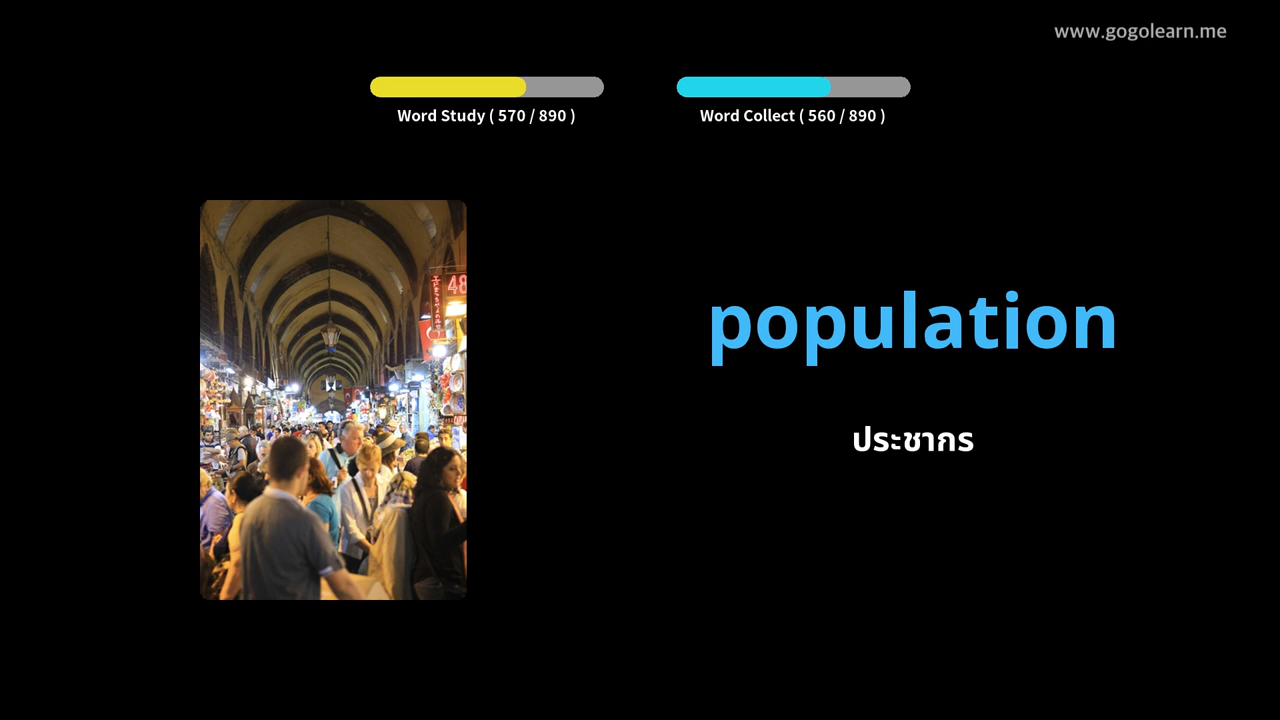 www.gogolearn.me
Word Study ( 570 / 890 )
Word Collect ( 560 / 890 )
48
population
ประชากร